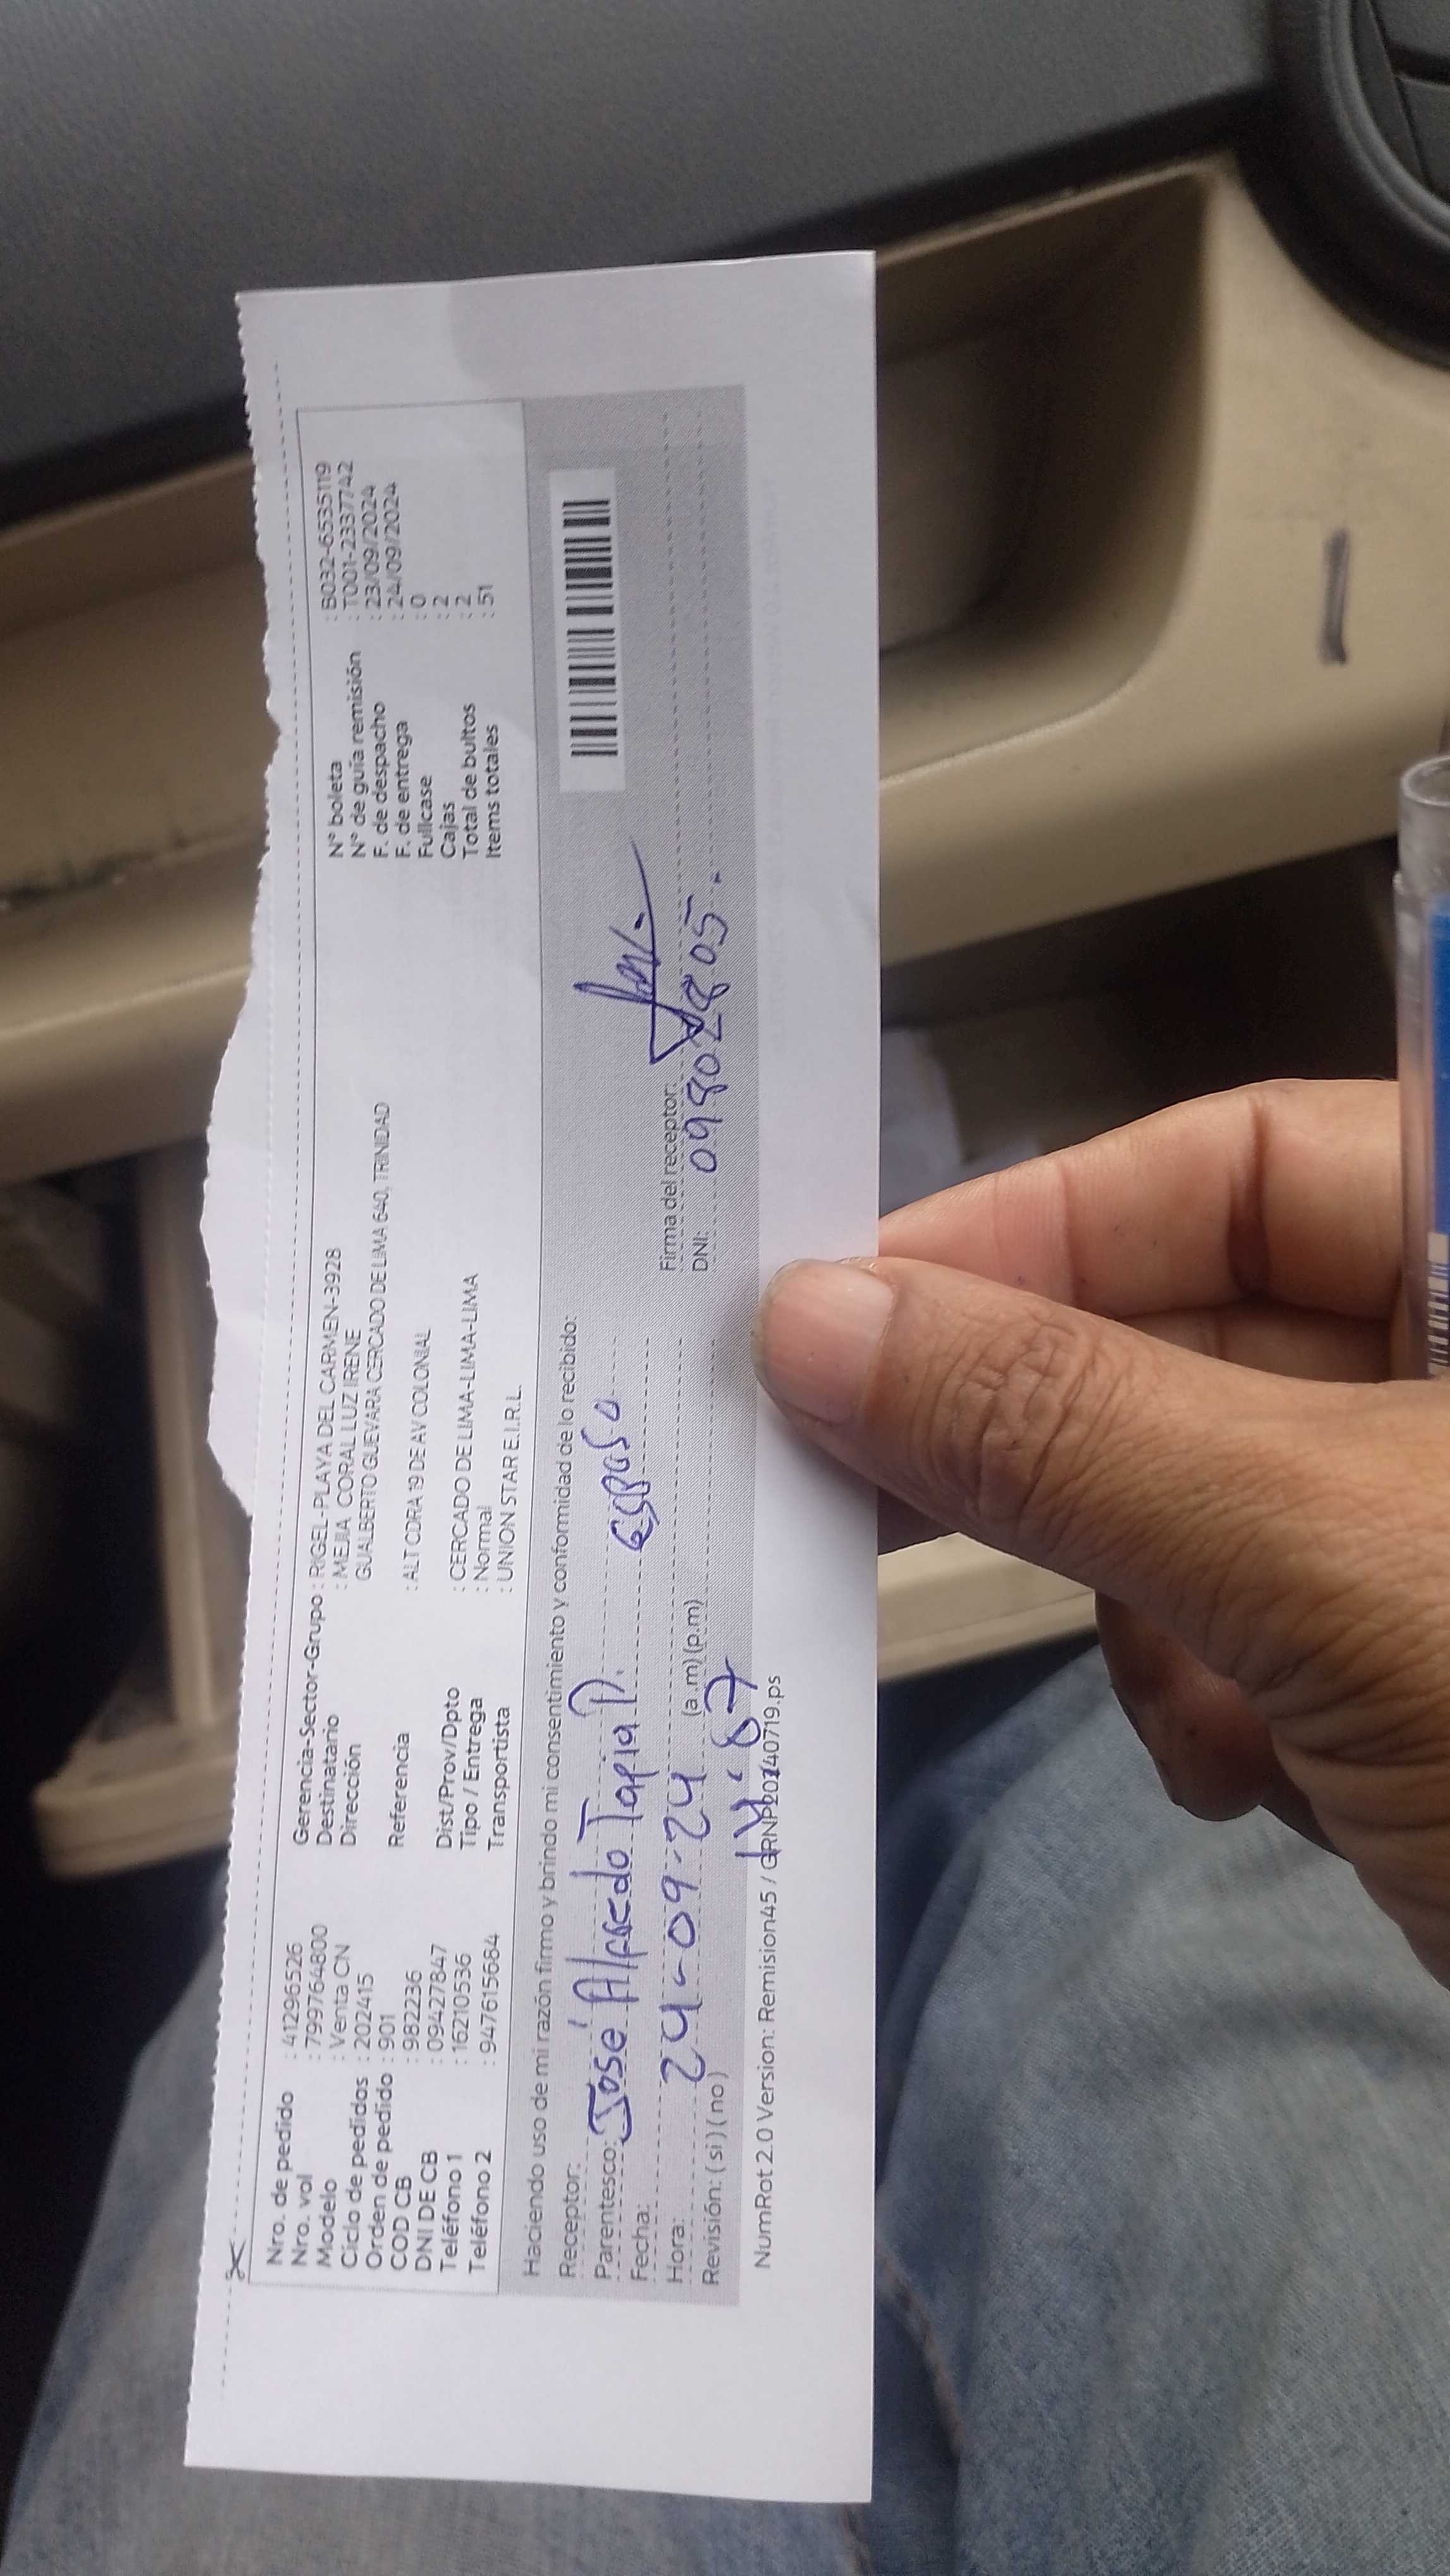 Nro. de pedido : 41296526
Nro. vol : 799764800
Modelo : Venta CN
Ciclo de pedidos : 202415
Orden de pedido : 901
COD CB : 982236
DNI DE CB : 09427847
Teléfono 1 : 16210536
Teléfono 2 : 947615684
Gerencia-Sector-Grupo : RIGEL-PLAYA DEL CARMEN-3928
Destinatario : MEJIA CORAL LUZ IRENE
Dirección GUALBERTO GUEVARA CERCADO DE LIMA 640, TRINIDAD
Referencia : ALT CDRA 19 DE AV COLONIAL
Dist/Prov/Dpto : CERCADO DE LIMA-LIMA-LIMA
Tipo / Entrega : Normal
Transportista : UNION STAR E.I.R.L.
N° boleta : B032-6535119
N° de guía remisión : T001-2337742
F. de despacho : 23/09/2024
F. de entrega : 24/09/2024
Fullcase : 0
Cajas : 2
Total de bultos : 2
Items totales : 51
Haciendo uso de mi razón firmo y brindo mi consentimiento y conformidad de lo recibido:
Receptor:
Parentesco: José Alfredo Tapia P. esposo
Fecha:
Hora: 24-09-24 (a.m) (p.m)
Revisión: ( si ) ( no ) 14:07
Firma del receptor:
DNI:
NumRot 2.0 Version: Remision45 / GRNP20240719.ps